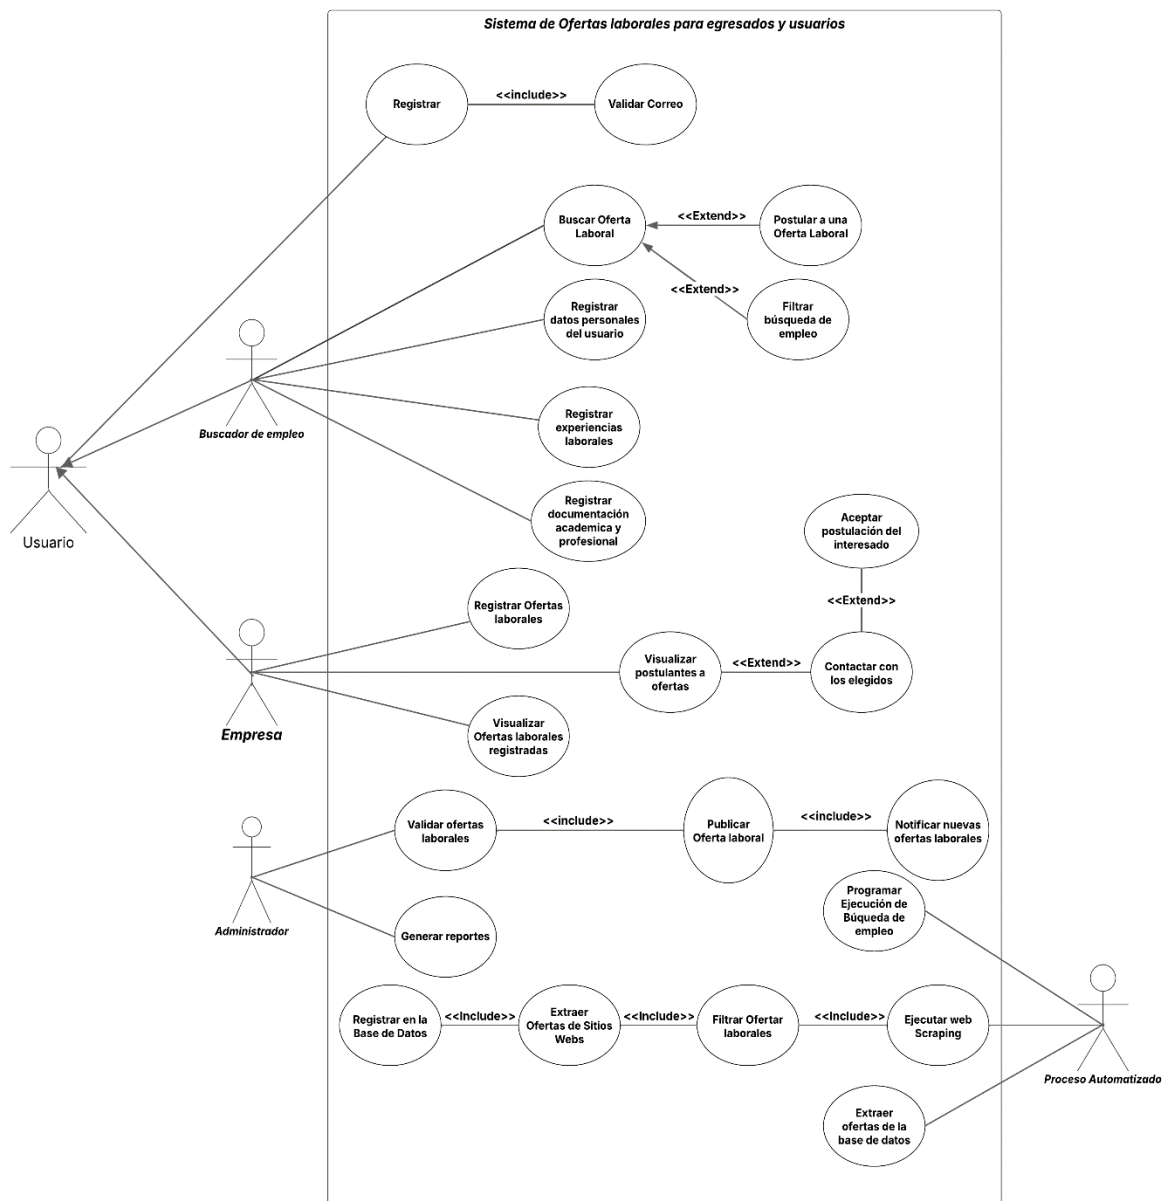 Sistema de Ofertas laborales para egresados y usuarios
Registrar
<<include>>
Validar Correo
Buscar Oferta
Laboral
<<Extend>>
Postular a una
Oferta Laboral
<<Extend>>
Filtrar
búsqueda de
empleo
Registrar
datos personales
del usuario
Buscador de empleo
Registrar
experiencias
laborales
Usuario
Registrar
documentación
academica y
profesional
Aceptar
postulación del
interesado
<<Extend>>
Registrar Ofertas
laborales
Visualizar
postulantes a
ofertas
<<Extend>>
Contactar con
los elegidos
Empresa
Visualizar
Ofertas laborales
registradas
Validar ofertas
laborales
<<include>>
Publicar
Oferta laboral
<<include>>
Notificar nuevas
ofertas laborales
Administrador
Generar reportes
Programar
Ejecución de
Búqueda de
empleo
Registrar en la
Base de Datos
<<Include>>
Extraer
Ofertas de Sitios
Webs
<<Include>>
Filtrar Ofertar
laborales
<<Include>>
Ejecutar web
Scraping
Proceso Automatizado
Extraer
ofertas de la
base de datos